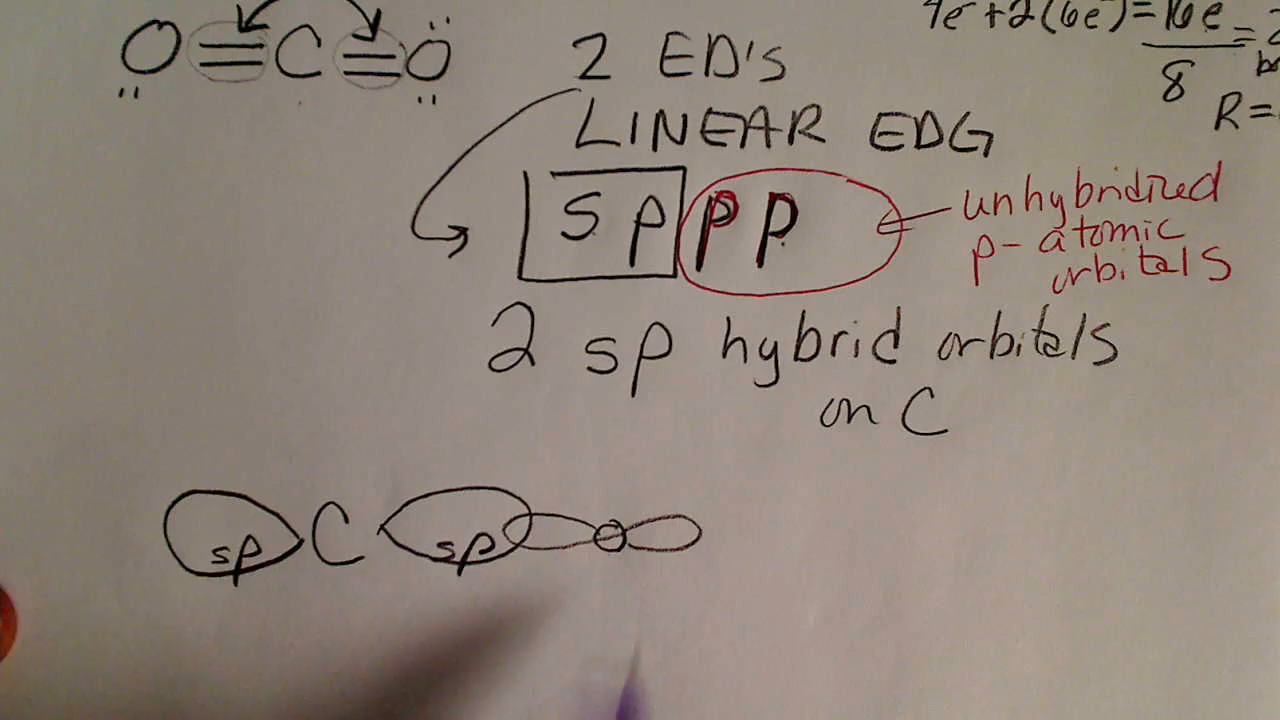 4e⁻ + 2(6e⁻) = 16e⁻
8
R =
O = C = O
2 ED'S
LINEAR EDG
SP PP
unhybridized
p- atomic
orbitals
2 sp hybrid orbitals
on C
sp C sp O